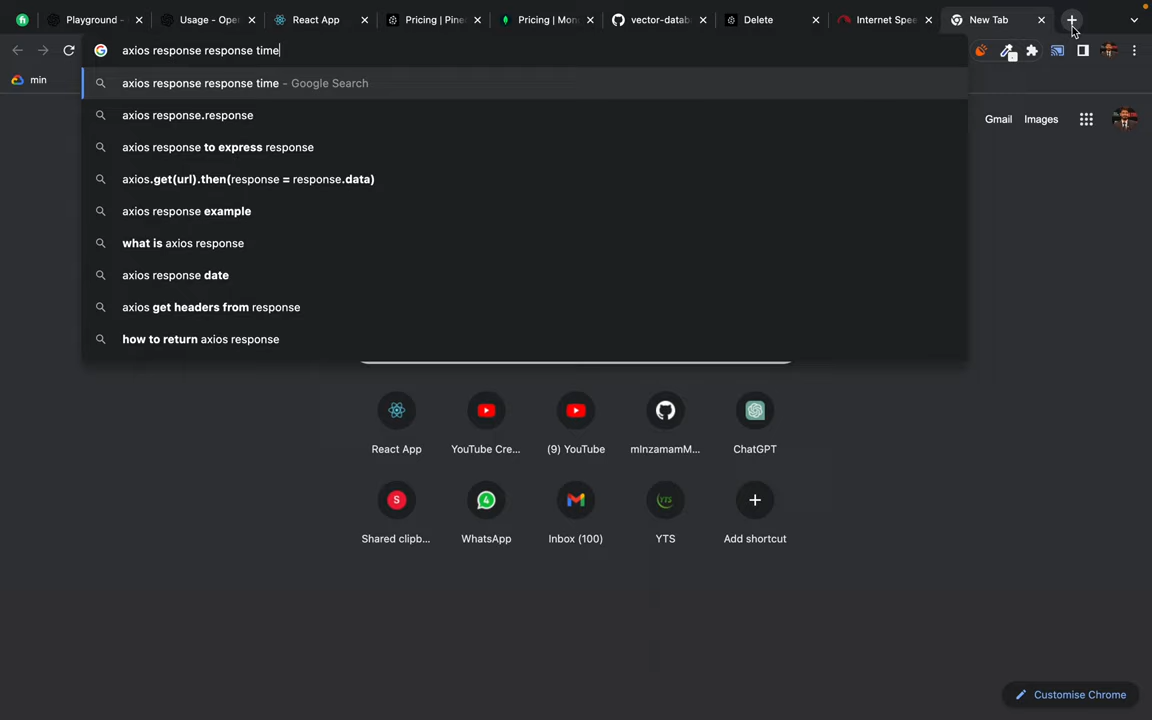 Playground - Usage - Ope React App Pricing | Pine Pricing | Mon vector-datab Delete Internet Spee New Tab
axios response response time
min
axios response response time - Google Search
axios response.response
axios response to express response
axios.get(url).then(response = response.data)
axios response example
what is axios response
axios response date
axios get headers from response
how to return axios response
Gmail Images
React App YouTube Cre... (9) YouTube mInzamamM... ChatGPT
S 4 YTS
Shared clipb... WhatsApp Inbox (100) YTS Add shortcut
Customise Chrome